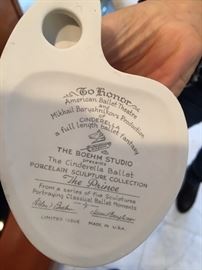 To Honor
American Ballet Theatre
and
Mikhail Baryshnikov's Production
of
CINDERELLA
a full length ballet fantasy
THE BOEHM STUDIO
presents
The Cinderella Ballet
PORCELAIN SCULPTURE COLLECTION
The Prince
From a series of Five Sculptures
Portraying Classical Ballet Moments
LIMITED ISSUE
MADE IN U.S.A.